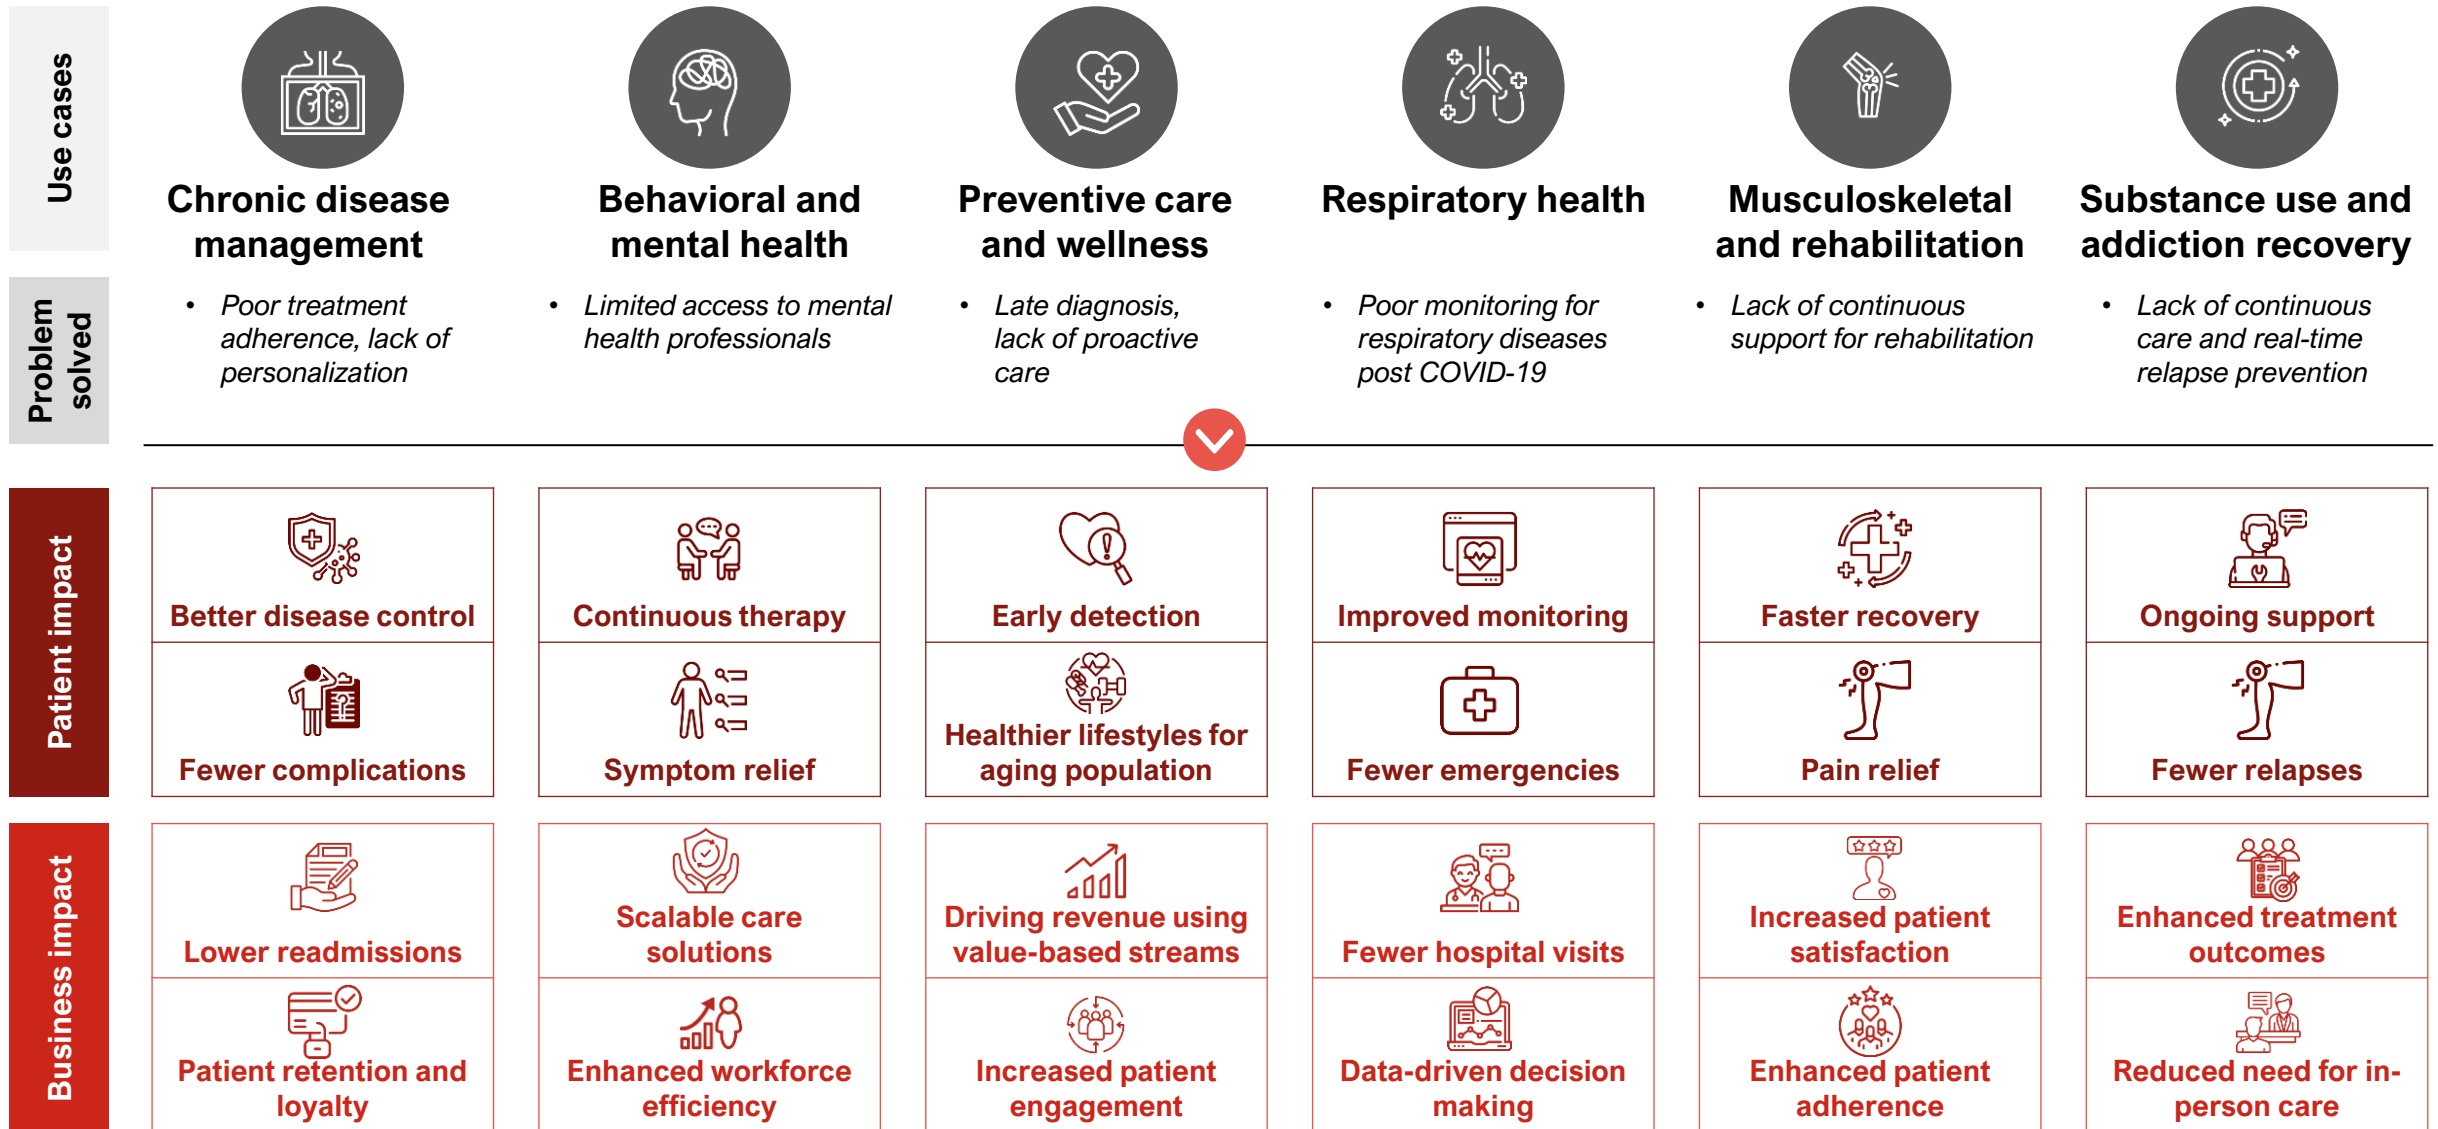 Use cases
Chronic disease
management
Behavioral and
mental health
Preventive care
and wellness
Respiratory health
Musculoskeletal
and rehabilitation
Substance use and
addiction recovery
Problem
solved
• Poor treatment
adherence, lack of
personalization
• Limited access to mental
health professionals
• Late diagnosis,
lack of proactive
care
• Poor monitoring for
respiratory diseases
post COVID-19
• Lack of continuous
support for rehabilitation
• Lack of continuous
care and real-time
relapse prevention
Patient impact
Better disease control
Continuous therapy
Early detection
Improved monitoring
Faster recovery
Ongoing support
Fewer complications
Symptom relief
Healthier lifestyles for
aging population
Fewer emergencies
Pain relief
Fewer relapses
Business impact
Lower readmissions
Scalable care
solutions
Driving revenue using
value-based streams
Fewer hospital visits
Increased patient
satisfaction
Enhanced treatment
outcomes
Patient retention and
loyalty
Enhanced workforce
efficiency
Increased patient
engagement
Data-driven decision
making
Enhanced patient
adherence
Reduced need for in-
person care